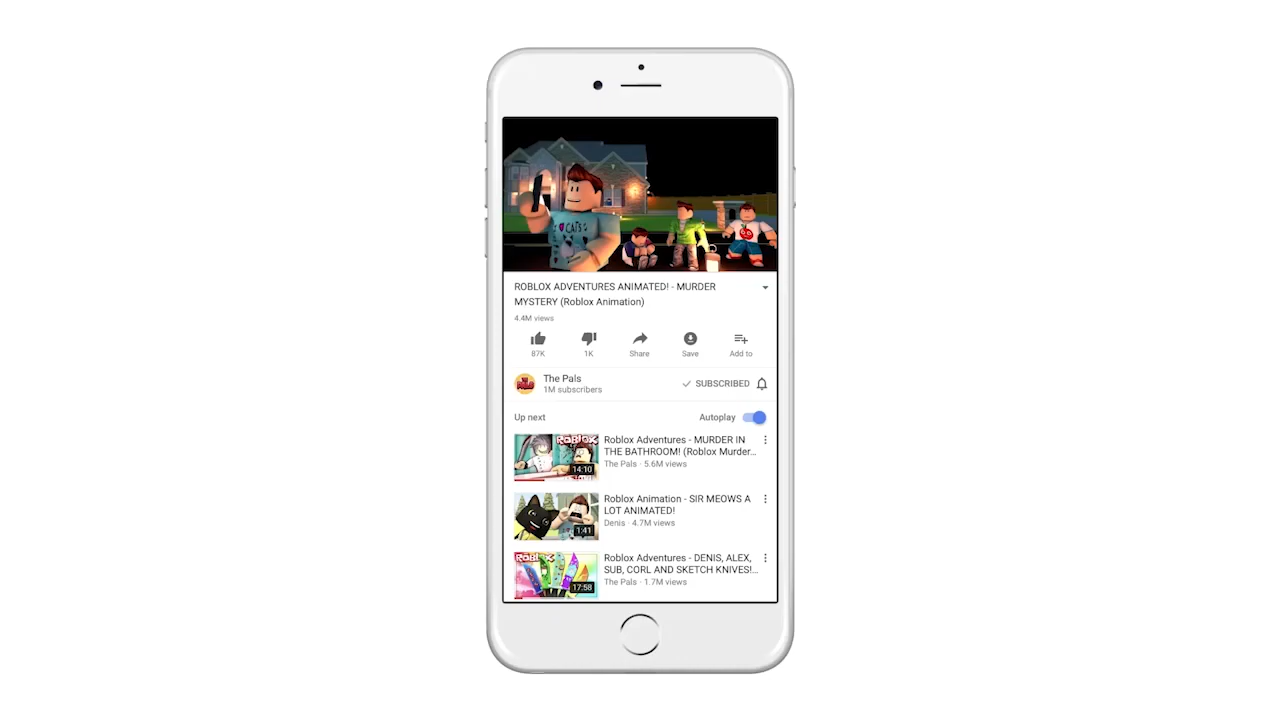 I ♥ CATS
ROBLOX ADVENTURES ANIMATED! - MURDER
MYSTERY (Roblox Animation)
4.4M views
87K
1K
Share
Save
Add to
The Pals
1M subscribers
SUBSCRIBED
Up next
Autoplay
ROBLOX
14:10
Roblox Adventures - MURDER IN
THE BATHROOM! (Roblox Murder...
The Pals · 5.6M views
1:41
Roblox Animation - SIR MEOWS A
LOT ANIMATED!
Denis · 4.7M views
ROBLOX
17:58
Roblox Adventures - DENIS, ALEX,
SUB, CORL AND SKETCH KNIVES!...
The Pals · 1.7M views